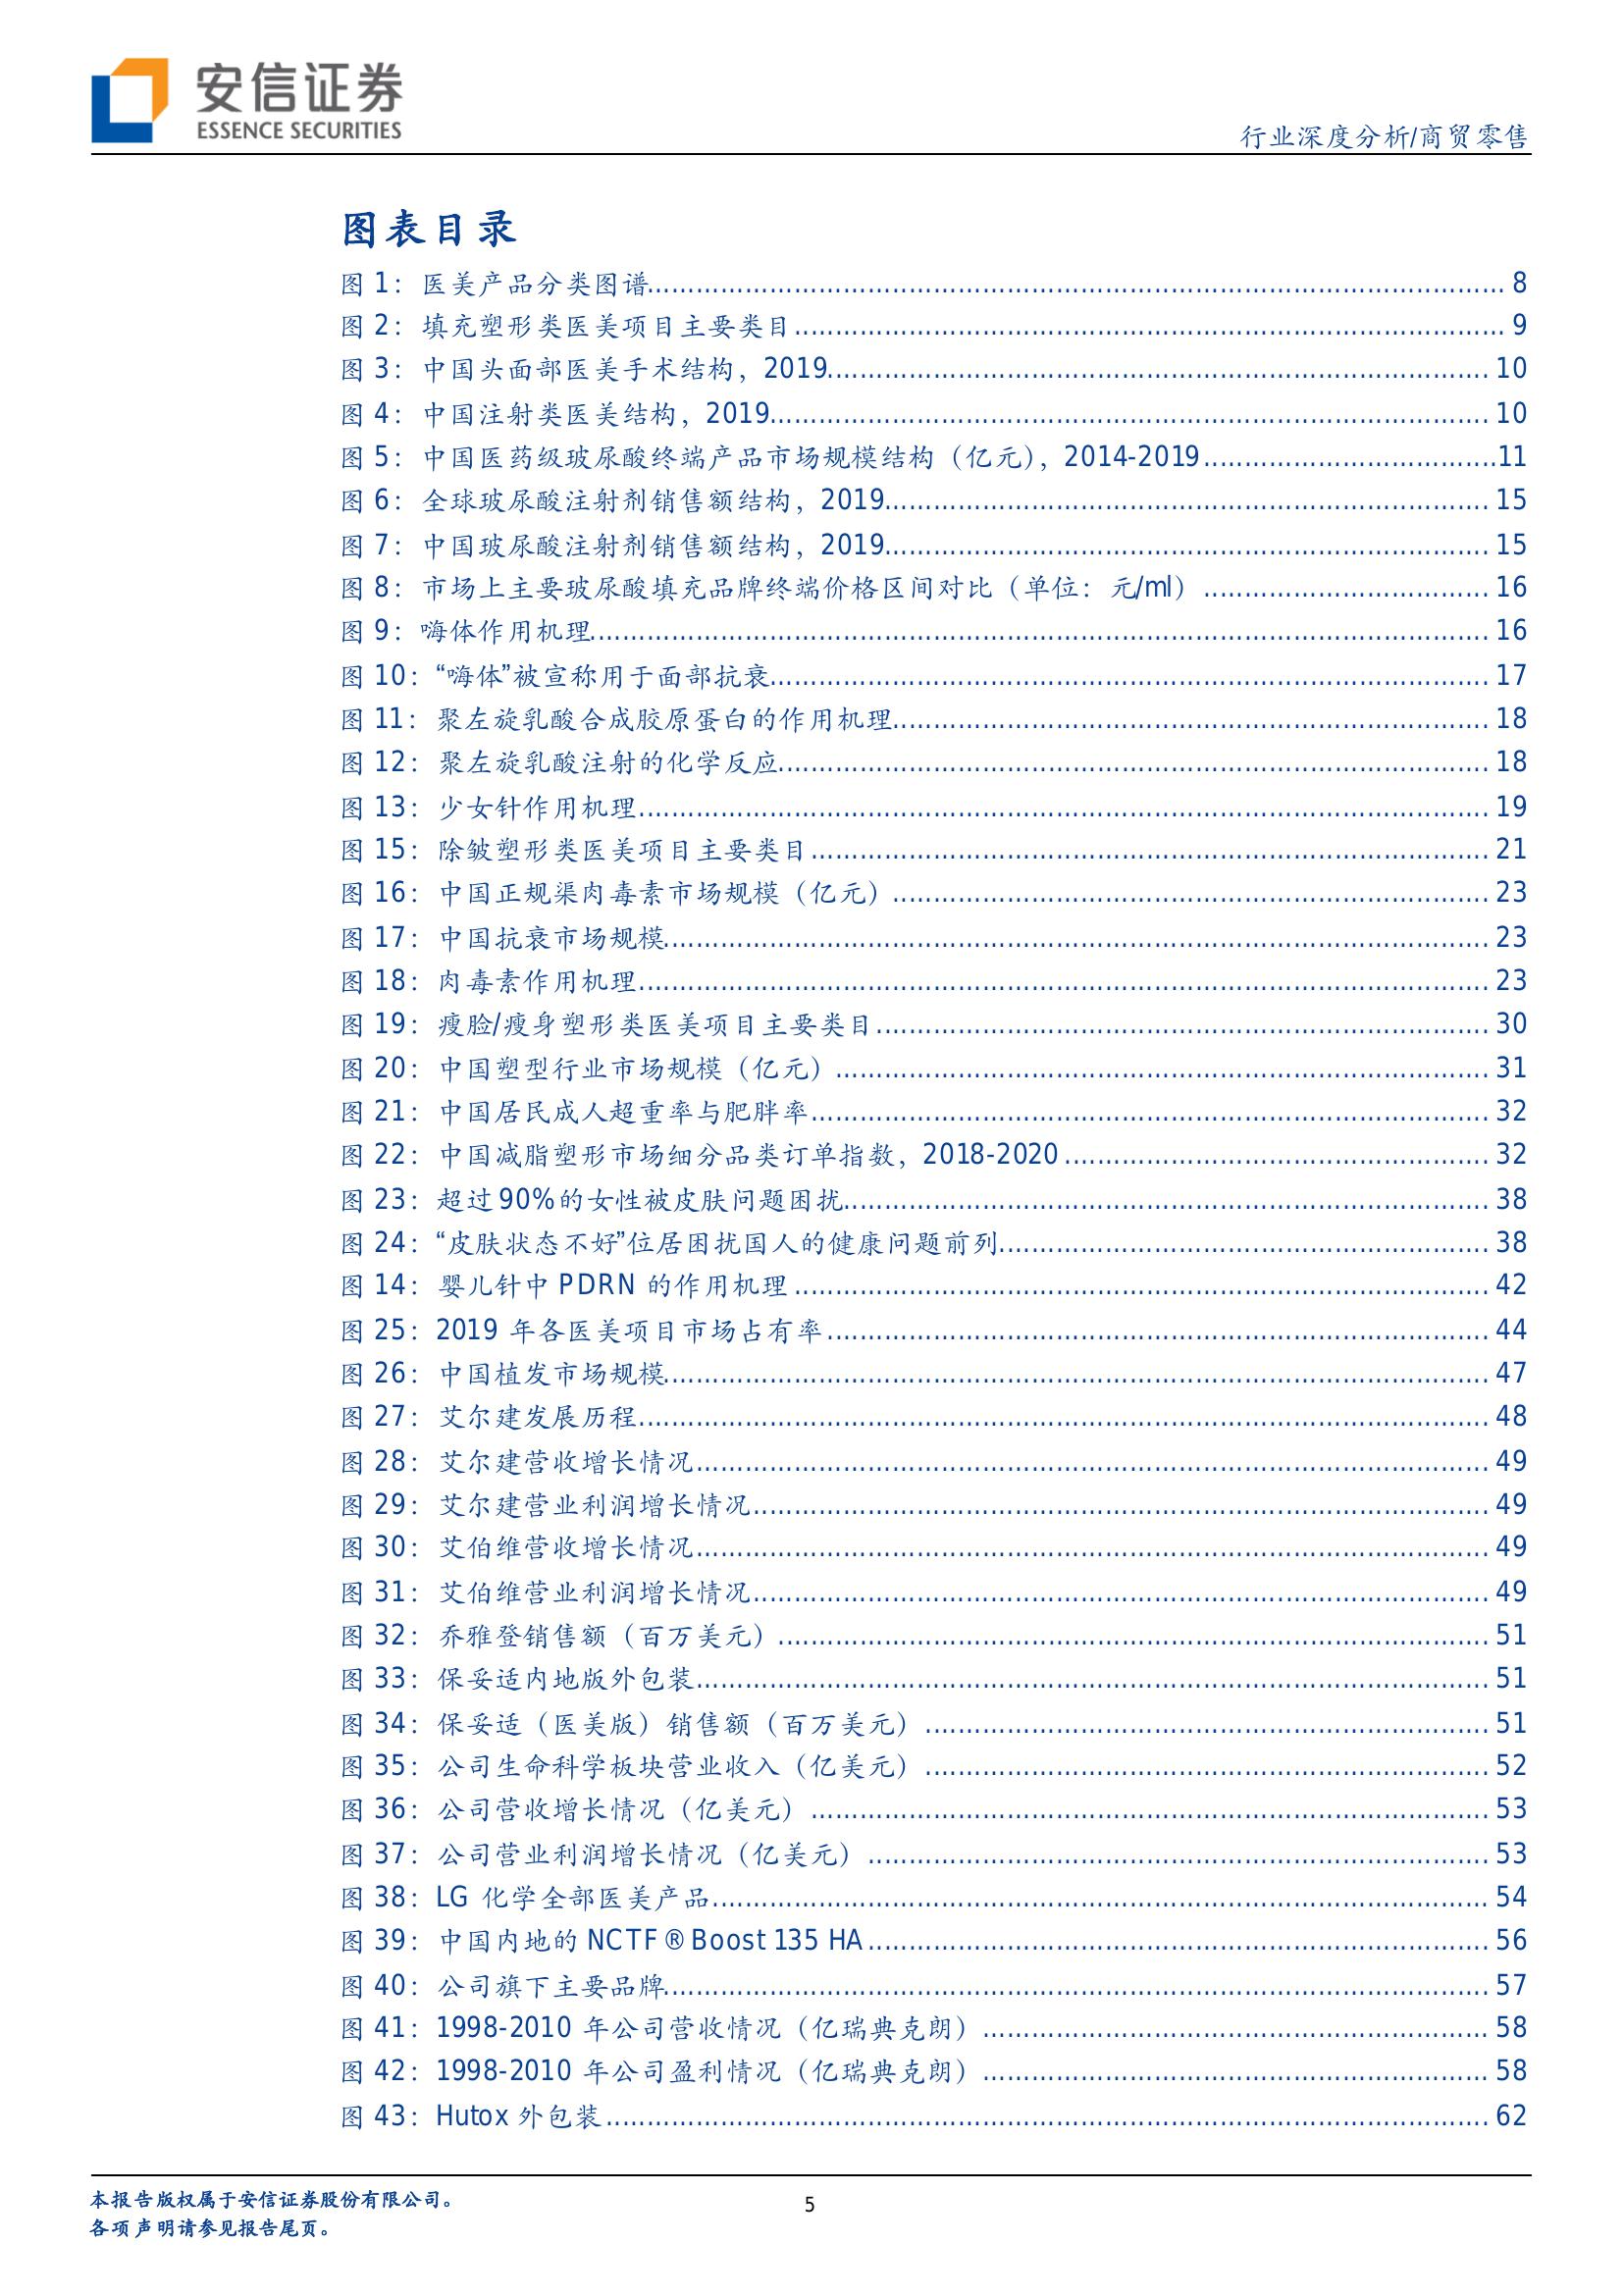 安信证券
ESSENCE SECURITIES
行业深度分析/商贸零售
图表目录
图 1：医美产品分类图谱 8
图 2：填充塑形类医美项目主要类目 9
图 3：中国头面部医美手术结构，2019 10
图 4：中国注射类医美结构，2019 10
图 5：中国医药级玻尿酸终端产品市场规模结构（亿元），2014-2019 11
图 6：全球玻尿酸注射剂销售额结构，2019 15
图 7：中国玻尿酸注射剂销售额结构，2019 15
图 8：市场上主要玻尿酸填充品牌终端价格区间对比（单位：元/ml） 16
图 9：嗨体作用机理 16
图 10：“嗨体”被宣称用于面部抗衰 17
图 11：聚左旋乳酸合成胶原蛋白的作用机理 18
图 12：聚左旋乳酸注射的化学反应 18
图 13：少女针作用机理 19
图 15：除皱塑形类医美项目主要类目 21
图 16：中国正规渠肉毒素市场规模（亿元） 23
图 17：中国抗衰市场规模 23
图 18：肉毒素作用机理 23
图 19：瘦脸/瘦身塑形类医美项目主要类目 30
图 20：中国塑型行业市场规模（亿元） 31
图 21：中国居民成人超重率与肥胖率 32
图 22：中国减脂塑形市场细分品类订单指数，2018-2020 32
图 23：超过 90%的女性被皮肤问题困扰 38
图 24：“皮肤状态不好”位居困扰国人的健康问题前列 38
图 14：婴儿针中 PDRN 的作用机理 42
图 25：2019 年各医美项目市场占有率 44
图 26：中国植发市场规模 47
图 27：艾尔建发展历程 48
图 28：艾尔建营收增长情况 49
图 29：艾尔建营业利润增长情况 49
图 30：艾伯维营收增长情况 49
图 31：艾伯维营业利润增长情况 49
图 32：乔雅登销售额（百万美元） 51
图 33：保妥适内地版外包装 51
图 34：保妥适（医美版）销售额（百万美元） 51
图 35：公司生命科学板块营业收入（亿美元） 52
图 36：公司营收增长情况（亿美元） 53
图 37：公司营业利润增长情况（亿美元） 53
图 38：LG 化学全部医美产品 54
图 39：中国内地的 NCTF®Boost 135 HA 56
图 40：公司旗下主要品牌 57
图 41：1998-2010 年公司营收情况（亿瑞典克朗） 58
图 42：1998-2010 年公司盈利情况（亿瑞典克朗） 58
图 43：Hutox 外包装 62
本报告版权属于安信证券股份有限公司。
5
各项声明请参见报告尾页。